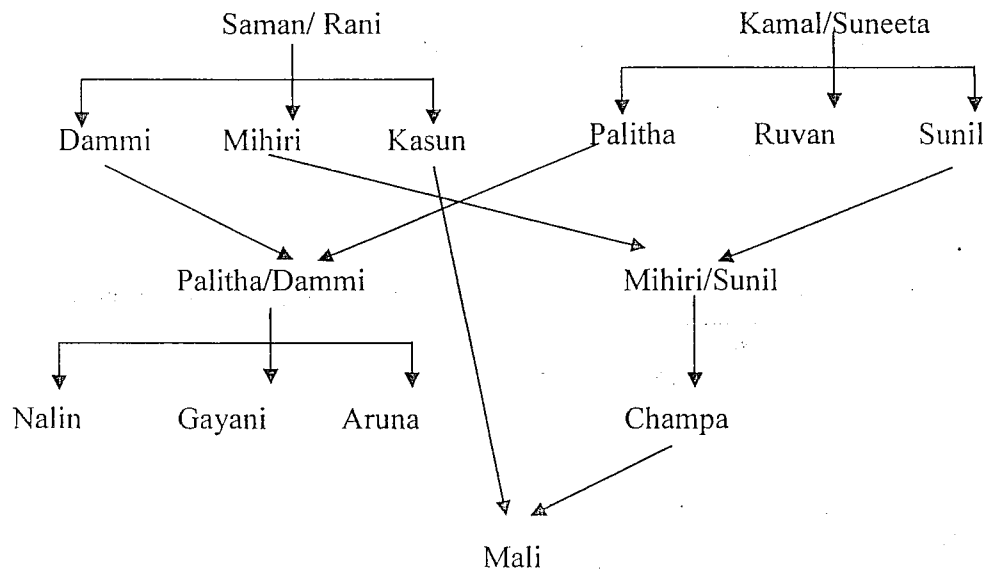 Saman/ Rani Kamal/Suneeta
Dammi Mihiri Kasun Palitha Ruvan Sunil
Palitha/Dammi Mihiri/Sunil
Nalin Gayani Aruna Champa
Mali